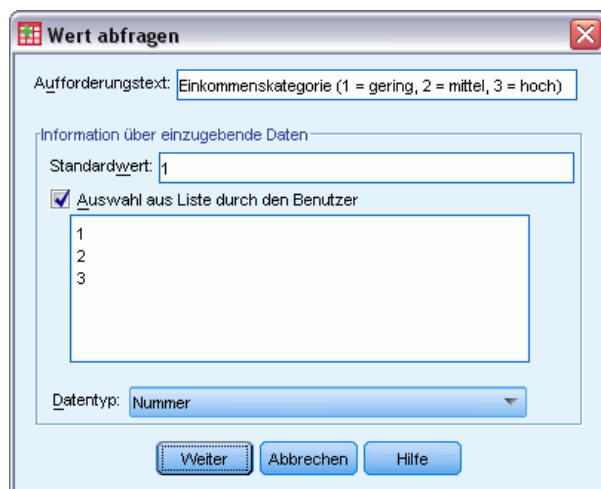 Wert abfragen
Aufforderungstext: Einkommenskategorie (1 = gering, 2 = mittel, 3 = hoch)
Information über einzugebende Daten
Standardwert: 1
Auswahl aus Liste durch den Benutzer
1
2
3
Datentyp: Nummer
Weiter Abbrechen Hilfe